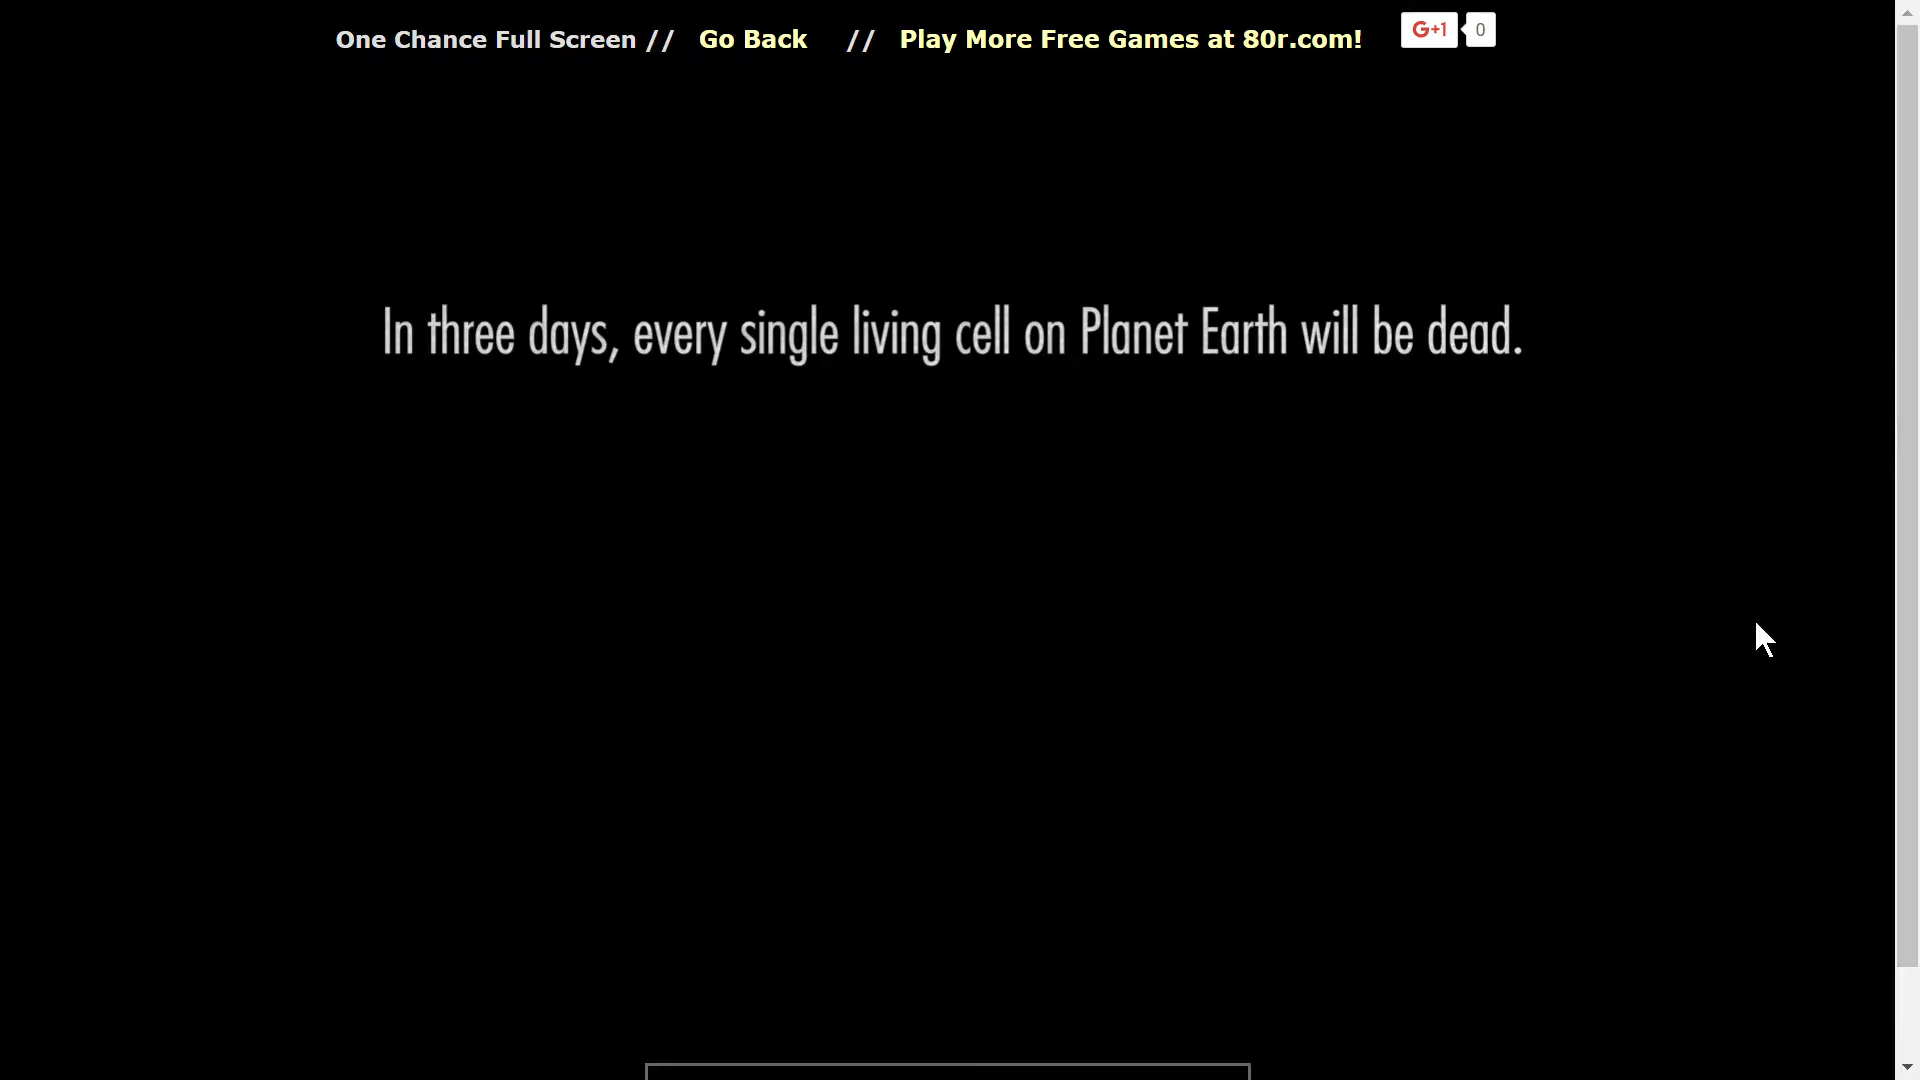 One Chance Full Screen // Go Back // Play More Free Games at 80r.com! G+1 0
In three days, every single living cell on Planet Earth will be dead.